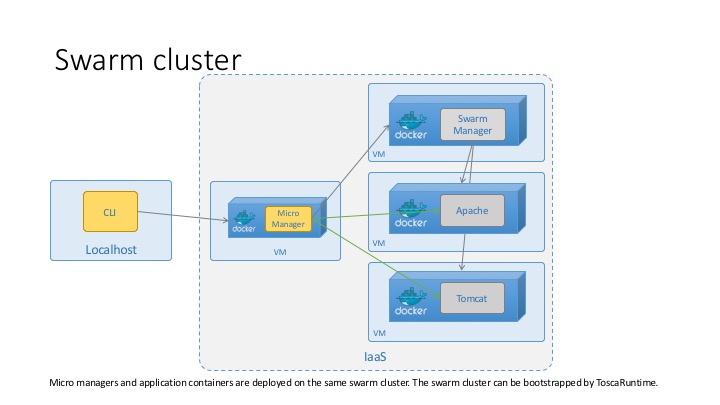 Swarm cluster
docker
Swarm
Manager
VM
CLI
Localhost
docker
Micro
Manager
VM
docker
Apache
VM
docker
Tomcat
VM
IaaS
Micro managers and application containers are deployed on the same swarm cluster. The swarm cluster can be bootstrapped by ToscaRuntime.